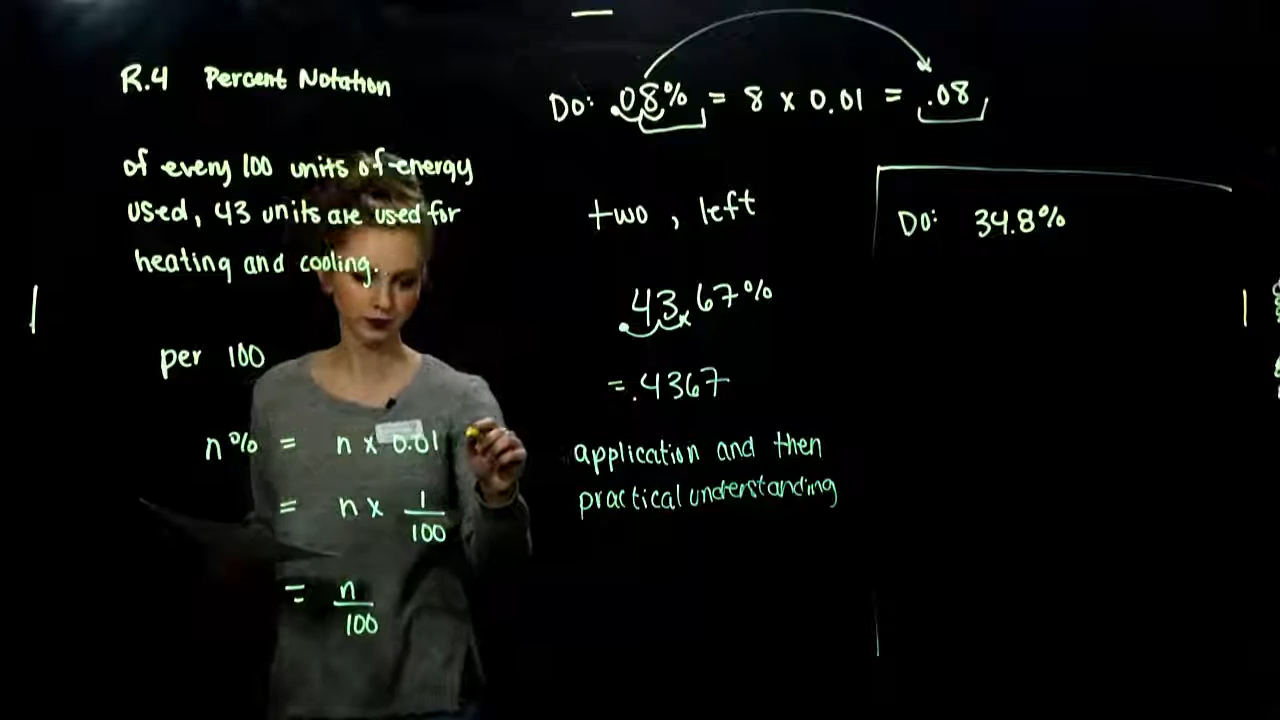 R.4 Percent Notation
of every 100 units of energy
used, 43 units are used for
heating and cooling.
per 100
n% = n x 0.01
= n x 1/100
= n/100
Do: .08% = 8 x 0.01 = .08
two, left
.43.67%
= .4367
application and then
practical understanding
Do: 34.8%